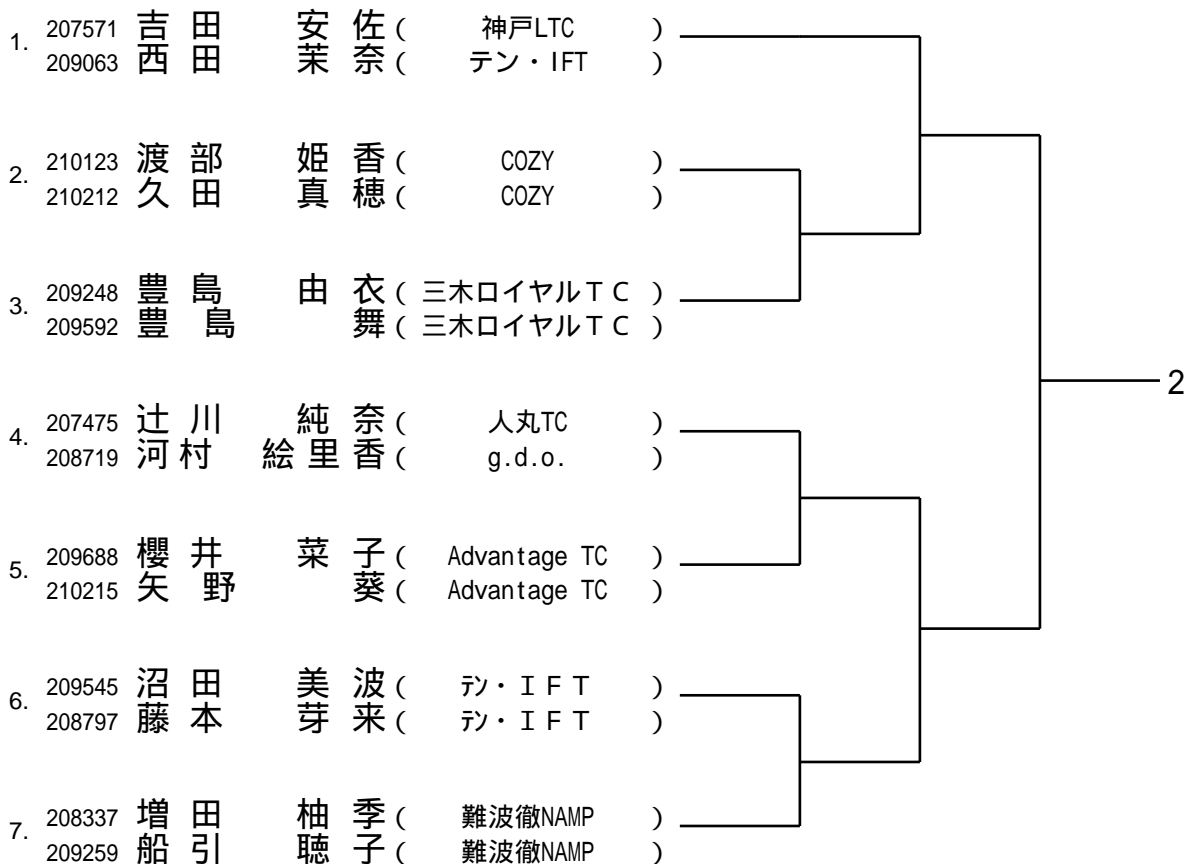 1. 207571 吉田 安佐 ( 神戸LTC )
209063 西田 茉奈 ( テン・IFT )
2. 210123 渡部 姫香 ( COZY )
210212 久田 真穂 ( COZY )
3. 209248 豊島 由衣 ( 三木ロイヤルＴＣ )
209592 豊島 舞 ( 三木ロイヤルＴＣ )
2
4. 207475 辻川 純奈 ( 人丸TC )
208719 河村 絵里香 ( g.d.o. )
5. 209688 櫻井 菜子 ( Advantage TC )
210215 矢野 葵 ( Advantage TC )
6. 209545 沼田 美波 ( ﾃﾝ・ＩＦＴ )
208797 藤本 芽来 ( ﾃﾝ・ＩＦＴ )
7. 208337 増田 柚季 ( 難波徹NAMP )
209259 船引 聴子 ( 難波徹NAMP )